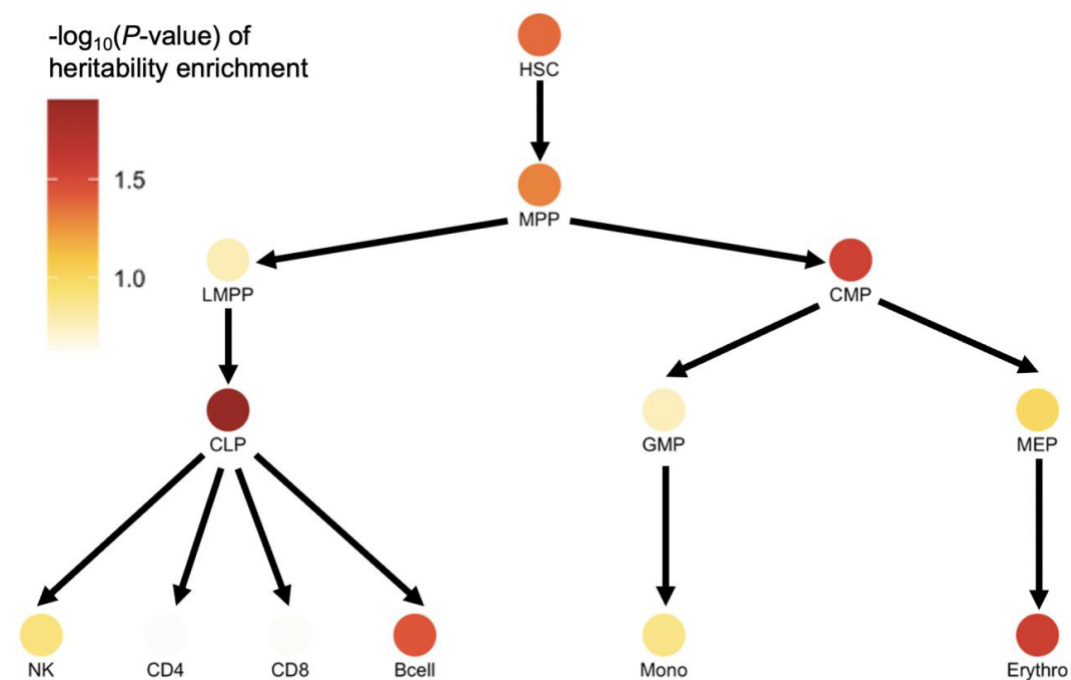 -log10(P-value) of
heritability enrichment
1.5
1.0
HSC
MPP
LMPP
CMP
CLP
GMP
MEP
NK
CD4
CD8
Bcell
Mono
Erythro